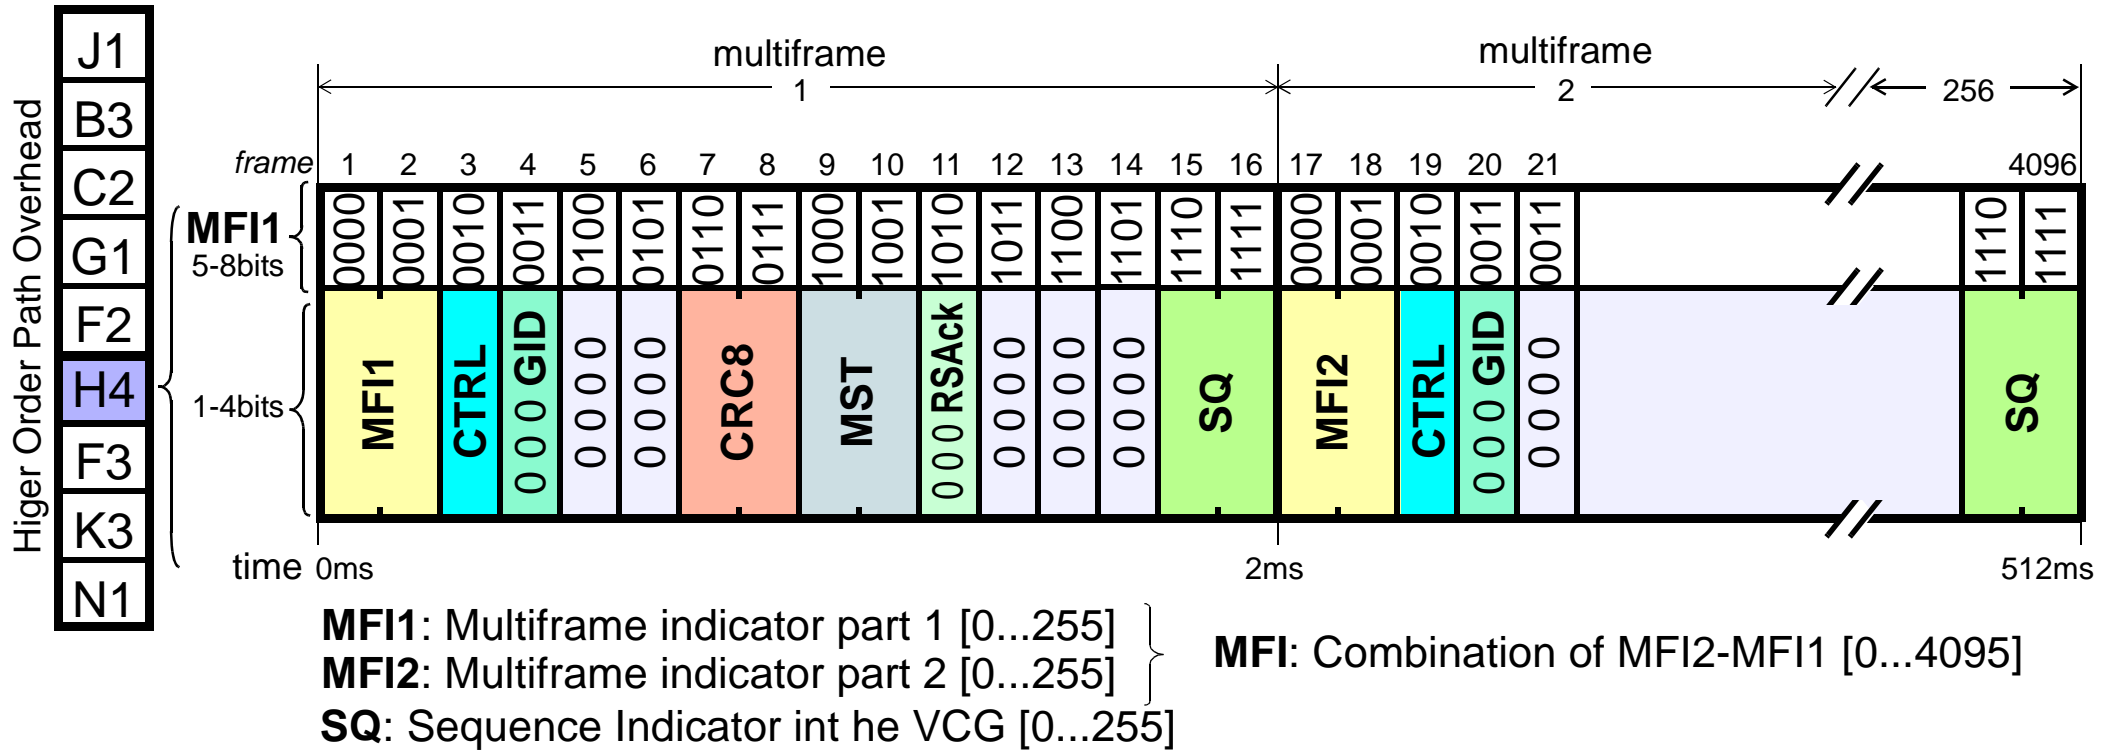 Higer Order Path Overhead
J1
B3
C2
G1
F2
H4
F3
K3
N1
multiframe
1
multiframe
2
256
frame 1 2 3 4 5 6 7 8 9 10 11 12 13 14 15 16 17 18 19 20 21 4096
MFI1
5-8bits
0000 0001 0010 0011 0100 0101 0110 0111 1000 1001 1010 1011 1100 1101 1110 1111 0000 0001 0010 0011 0011 1110 1111
1-4bits
MFI1
CTRL
0 0 0 GID
0 0 0 0
0 0 0 0
CRC8
MST
0 0 0 RSAck
0 0 0 0
0 0 0 0
0 0 0 0
SQ
MFI2
CTRL
0 0 0 GID
0 0 0 0
SQ
time 0ms 2ms 512ms
MFI1: Multiframe indicator part 1 [0...255]
MFI2: Multiframe indicator part 2 [0...255]
MFI: Combination of MFI2-MFI1 [0...4095]
SQ: Sequence Indicator int he VCG [0...255]